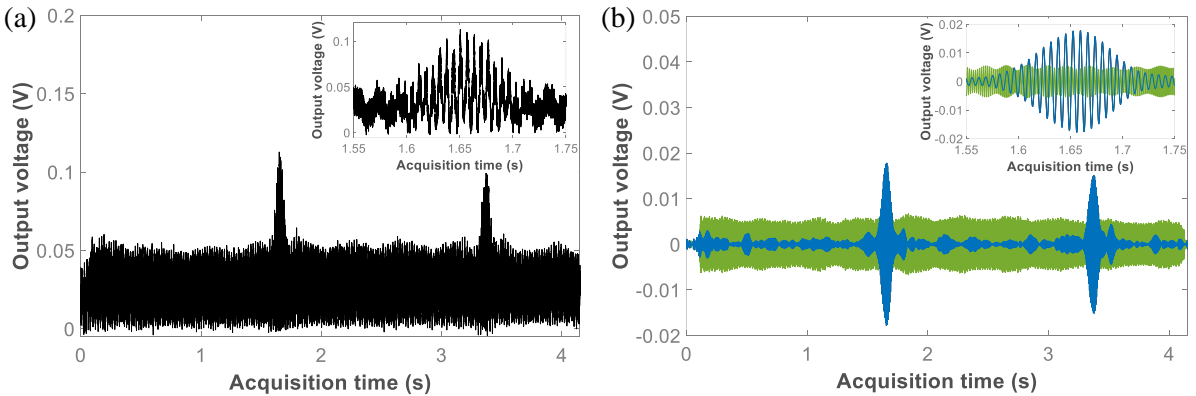 (a)
Output voltage (V)
0.2
0.15
0.1
0.05
0
0 1 2 3 4
Acquisition time (s)
Output voltage (V)
0.1
0.05
0
1.55 1.6 1.65 1.7 1.75
Acquisition time (s)
(b)
Output voltage (V)
0.05
0.04
0.03
0.02
0.01
0
-0.01
-0.02
0 1 2 3 4
Acquisition time (s)
Output voltage (V)
0.02
0.01
0
-0.01
-0.02
1.55 1.6 1.65 1.7 1.75
Acquisition time (s)